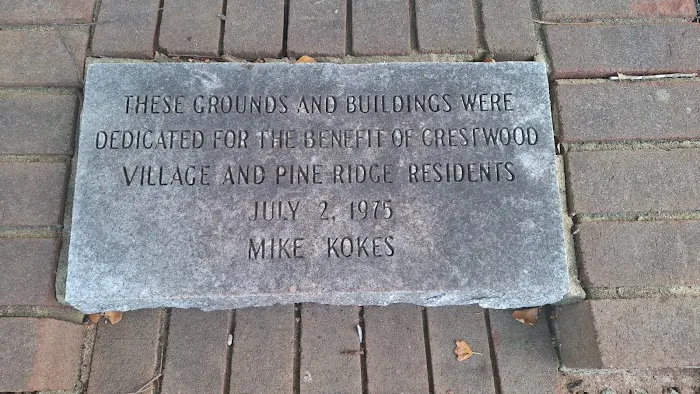 THESE GROUNDS AND BUILDINGS WERE
DEDICATED FOR THE BENEFIT OF CRESTWOOD
VILLAGE AND PINE RIDGE RESIDENTS
JULY 2, 1975
MIKE KOKES